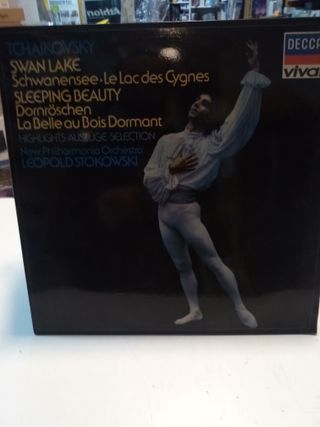 TCHAIKOVSKY
SWAN LAKE
Schwanensee·Le Lac des Cygnes
SLEEPING BEAUTY
Dornröschen
La Belle au Bois Dormant
HIGHLIGHTS·AUSZÜGE·SELECTION
New Philharmonia Orchestra
LEOPOLD STOKOWSKI
DECCA
viva!